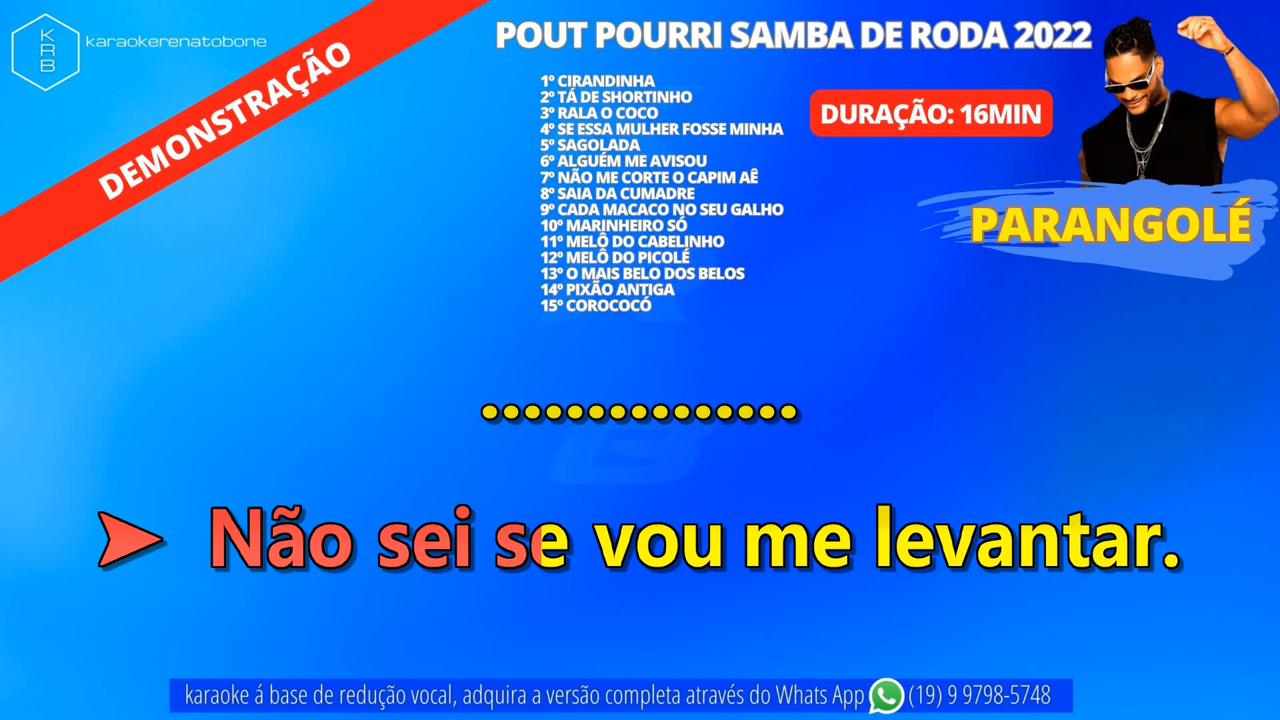 K
R
B
karaokerenatobone
DEMONSTRAÇÃO
POUT POURRI SAMBA DE RODA 2022
1º CIRANDINHA
2º TÁ DE SHORTINHO
3º RALA O COCO
4º SE ESSA MULHER FOSSE MINHA
5º SAGOLADA
6º ALGUÉM ME AVISOU
7º NÃO ME CORTE O CAPIM AÊ
8º SAIA DA CUMADRE
9º CADA MACACO NO SEU GALHO
10º MARINHEIRO SÓ
11º MELÔ DO CABELINHO
12º MELÔ DO PICOLÉ
13º O MAIS BELO DOS BELOS
14º PIXÃO ANTIGA
15º COROCOCÓ
DURAÇÃO: 16MIN
PARANGOLÉ
...............
Não sei se vou me levantar.
karaoke á base de redução vocal, adquira a versão completa através do Whats App (19) 9 9798-5748